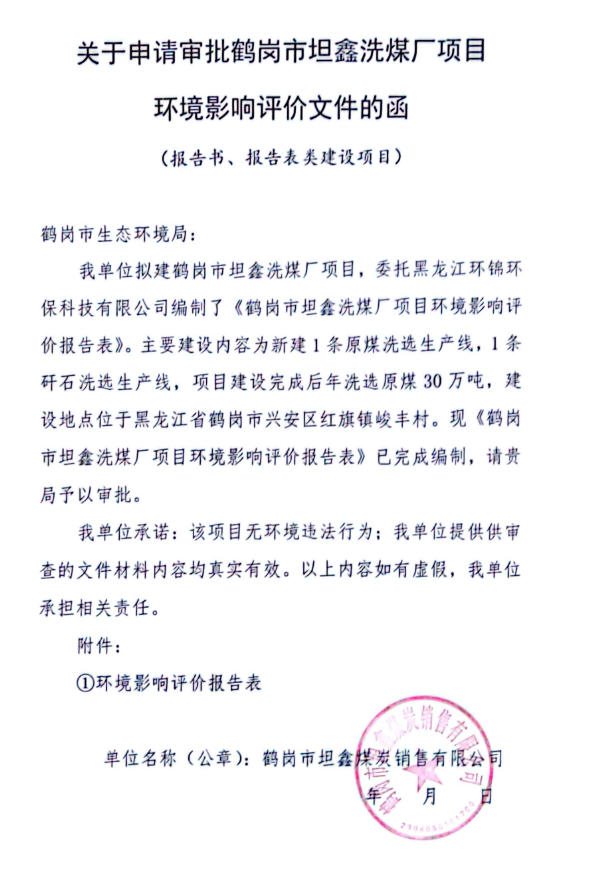 关于申请审批鹤岗市坦鑫洗煤厂项目
环境影响评价文件的函
（报告书、报告表类建设项目）
鹤岗市生态环境局：
我单位拟建鹤岗市坦鑫洗煤厂项目，委托黑龙江环锦环
保科技有限公司编制了《鹤岗市坦鑫洗煤厂项目环境影响评
价报告表》。主要建设内容为新建 1 条原煤洗选生产线，1 条
矸石洗选生产线，项目建设完成后年洗选原煤 30 万吨，建
设地点位于黑龙江省鹤岗市兴安区红旗镇峻丰村。现《鹤岗
市坦鑫洗煤厂项目环境影响评价报告表》已完成编制，请贵
局予以审批。
我单位承诺：该项目无环境违法行为；我单位提供供审
查的文件材料内容均真实有效。以上内容如有虚假，我单位
承担相关责任。
附件：
①环境影响评价报告表
单位名称（公章）：鹤岗市坦鑫煤炭销售有限公司
年 月 日
鹤岗市坦鑫煤炭销售有限公司